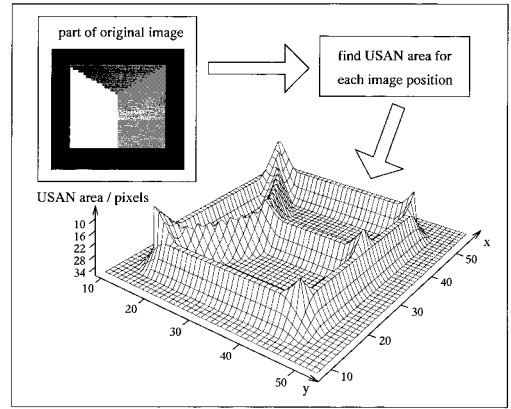 part of original image
find USAN area for
each image position
USAN area / pixels
10
16
22
28
34
10
20
30
40
50
y
10
20
30
40
50
x